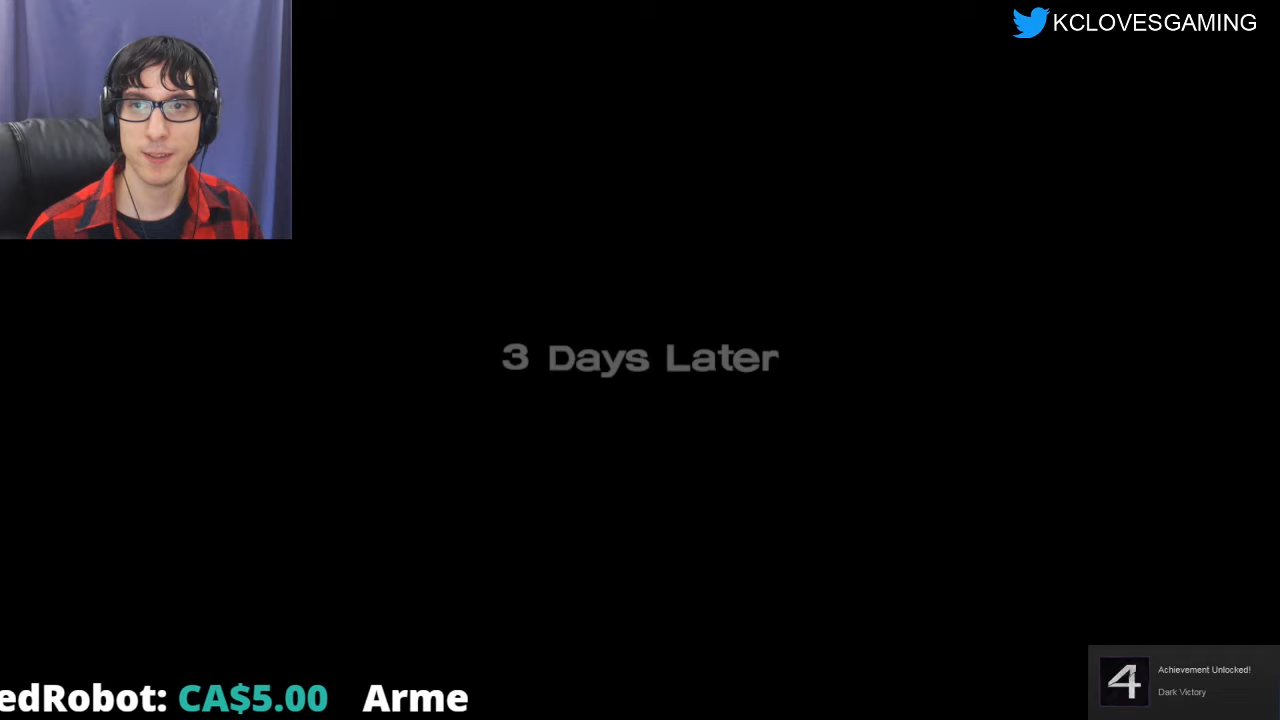 KCLOVESGAMING
3 Days Later
4
Achievement Unlocked!
Dark Victory
edRobot: CA$5.00 Arme